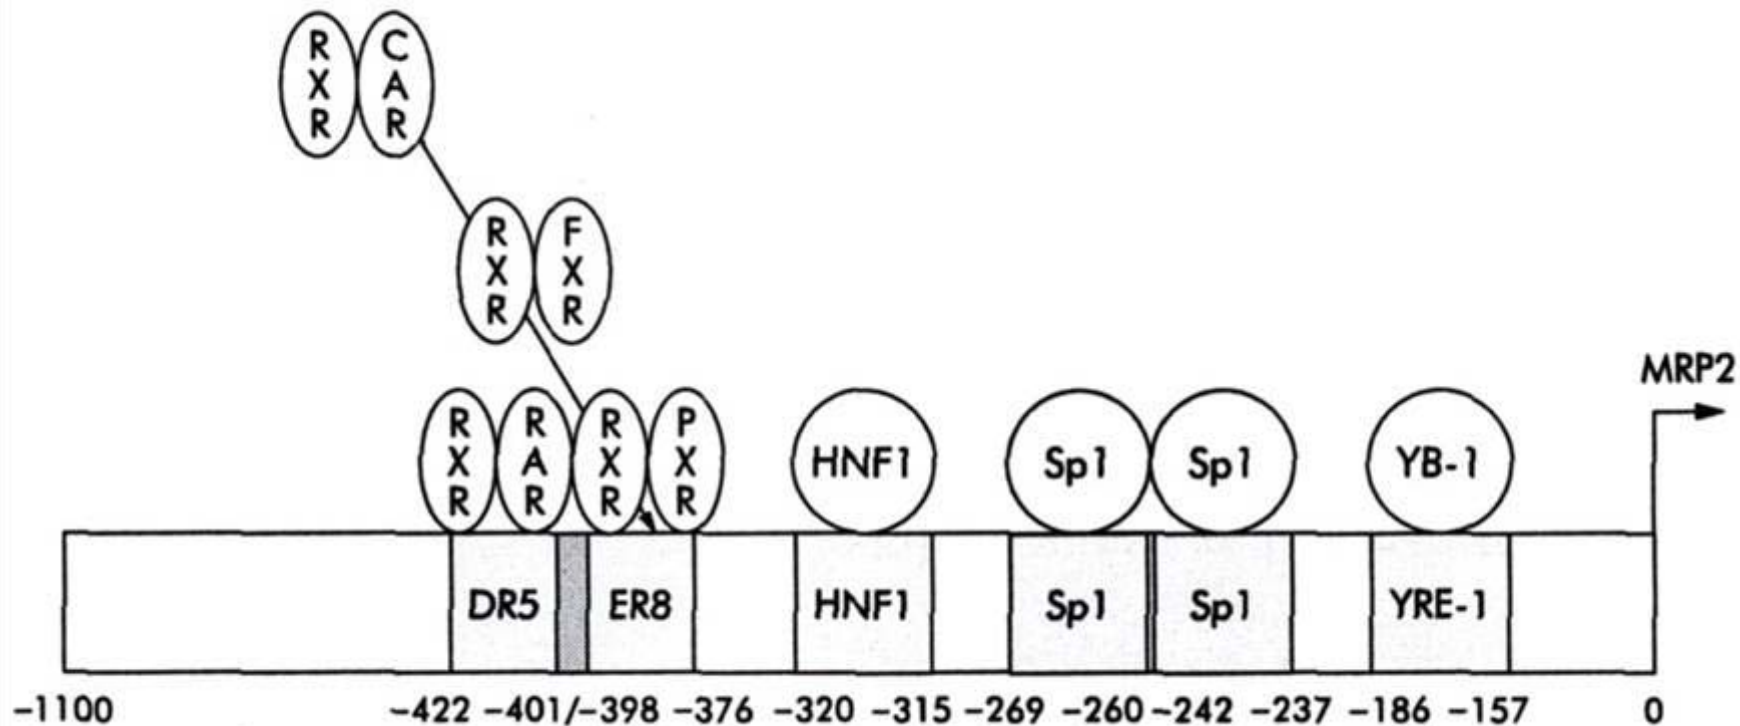 RXR CAR
RXR FXR
MRP2
RXR RAR RXR PXR HNF1 Sp1 Sp1 YB-1
DR5 ER8 HNF1 Sp1 Sp1 YRE-1
-1100 -422 -401/-398 -376 -320 -315 -269 -260 -242 -237 -186 -157 0